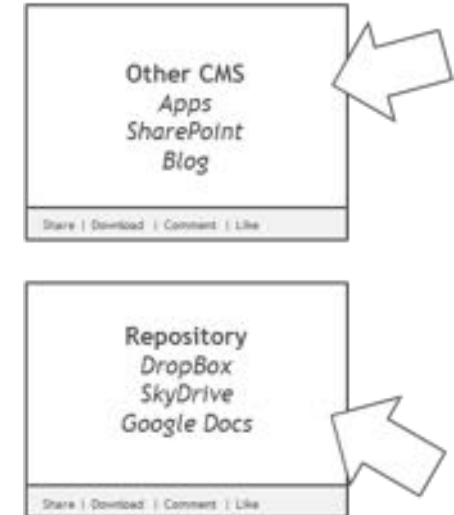 Other CMS
Apps
SharePoint
Blog
Share | Download | Comment | Like
Repository
DropBox
SkyDrive
Google Docs
Share | Download | Comment | Like